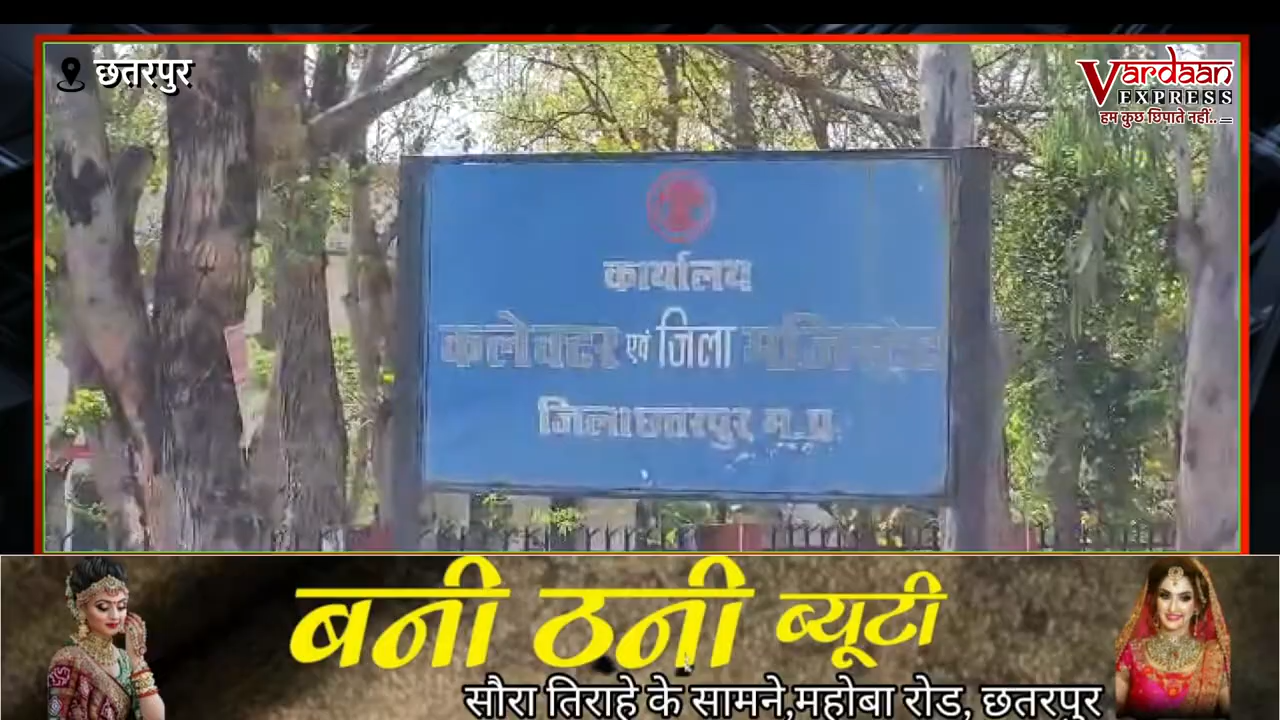 छतरपुर
Vardaan
EXPRESS
हम कुछ छिपाते नहीं..
कार्यालय
कलेक्टर एवं जिला मजिस्ट्रेट
जिला छतरपुर म.प्र.
बनी ठनी ब्यूटी
सौरा तिराहे के सामने,महोबा रोड, छतरपुर